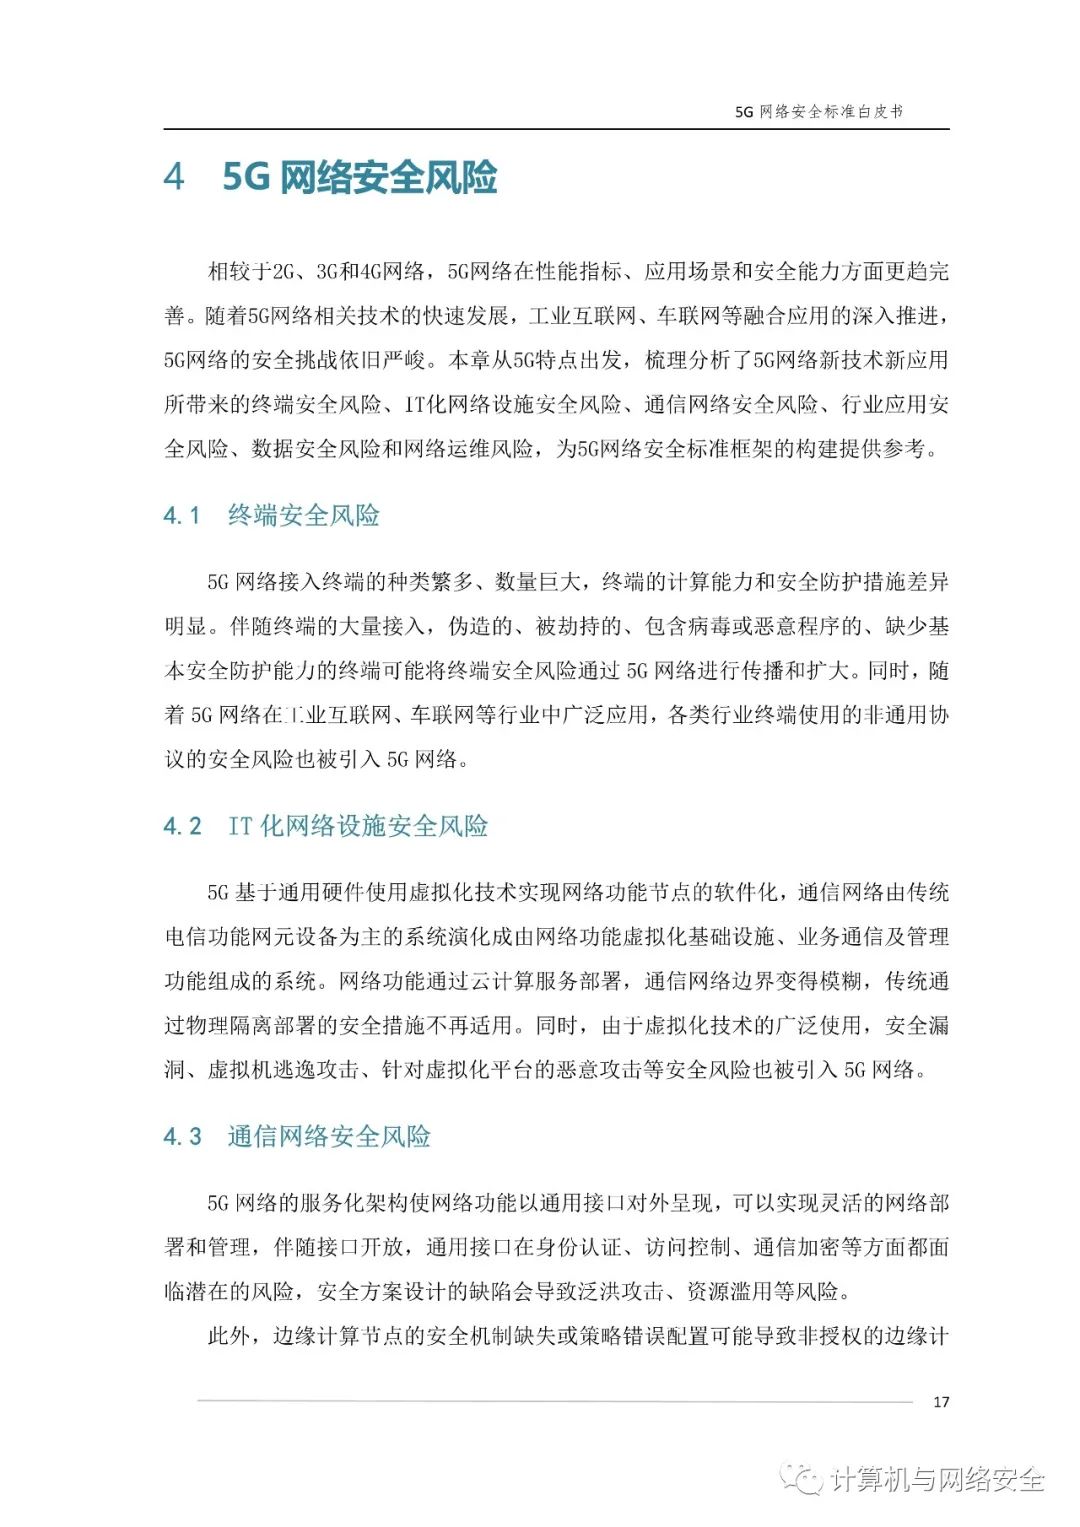 5G 网络安全标准白皮书
4 5G 网络安全风险
相较于2G、3G和4G网络，5G网络在性能指标、应用场景和安全能力方面更趋完
善。随着5G网络相关技术的快速发展，工业互联网、车联网等融合应用的深入推进，
5G网络的安全挑战依旧严峻。本章从5G特点出发，梳理分析了5G网络新技术新应用
所带来的终端安全风险、IT化网络设施安全风险、通信网络安全风险、行业应用安
全风险、数据安全风险和网络运维风险，为5G网络安全标准框架的构建提供参考。
4.1 终端安全风险
5G 网络接入终端的种类繁多、数量巨大，终端的计算能力和安全防护措施差异
明显。伴随终端的大量接入，伪造的、被劫持的、包含病毒或恶意程序的、缺少基
本安全防护能力的终端可能将终端安全风险通过 5G 网络进行传播和扩大。同时，随
着 5G 网络在工业互联网、车联网等行业中广泛应用，各类行业终端使用的非通用协
议的安全风险也被引入 5G 网络。
4.2 IT 化网络设施安全风险
5G 基于通用硬件使用虚拟化技术实现网络功能节点的软件化，通信网络由传统
电信功能网元设备为主的系统演化成由网络功能虚拟化基础设施、业务通信及管理
功能组成的系统。网络功能通过云计算服务部署，通信网络边界变得模糊，传统通
过物理隔离部署的安全措施不再适用。同时，由于虚拟化技术的广泛使用，安全漏
洞、虚拟机逃逸攻击、针对虚拟化平台的恶意攻击等安全风险也被引入 5G 网络。
4.3 通信网络安全风险
5G 网络的服务化架构使网络功能以通用接口对外呈现，可以实现灵活的网络部
署和管理，伴随接口开放，通用接口在身份认证、访问控制、通信加密等方面都面
临潜在的风险，安全方案设计的缺陷会导致泛洪攻击、资源滥用等风险。
此外，边缘计算节点的安全机制缺失或策略错误配置可能导致非授权的边缘计
17
计算机与网络安全